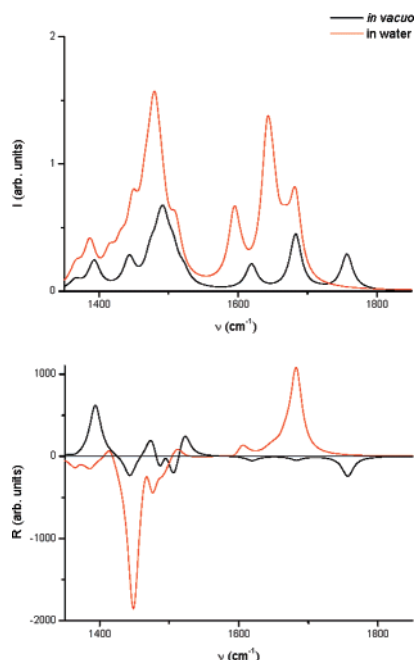 in vacuo
in water
2
1
0
I (arb. units)
1400
1600
1800
ν (cm⁻¹)
1000
0
-1000
-2000
R (arb. units)
1400
1600
1800
ν (cm⁻¹)